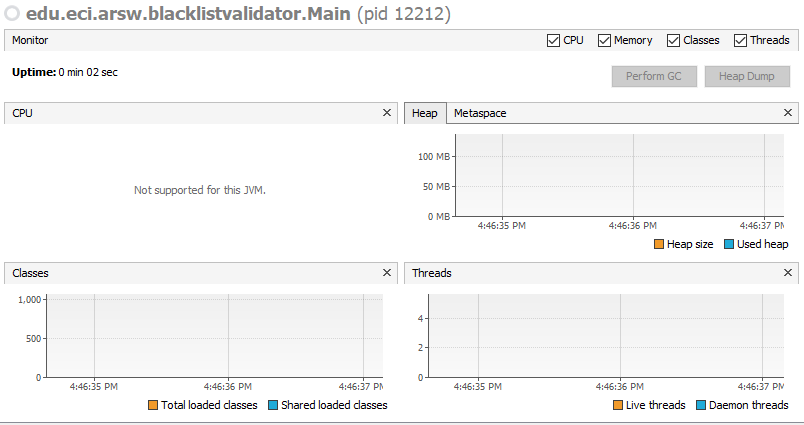 edu.eci.arsw.blacklistvalidator.Main (pid 12212)
Monitor CPU Memory Classes Threads
Uptime: 0 min 02 sec Perform GC Heap Dump
CPU
Not supported for this JVM.
Heap Metaspace
100 MB
50 MB
0 MB
4:46:35 PM 4:46:36 PM 4:46:37 PM
Heap size Used heap
Classes
1,000
500
0
4:46:35 PM 4:46:36 PM 4:46:37 PM
Total loaded classes Shared loaded classes
Threads
4
2
0
4:46:35 PM 4:46:36 PM 4:46:37 PM
Live threads Daemon threads